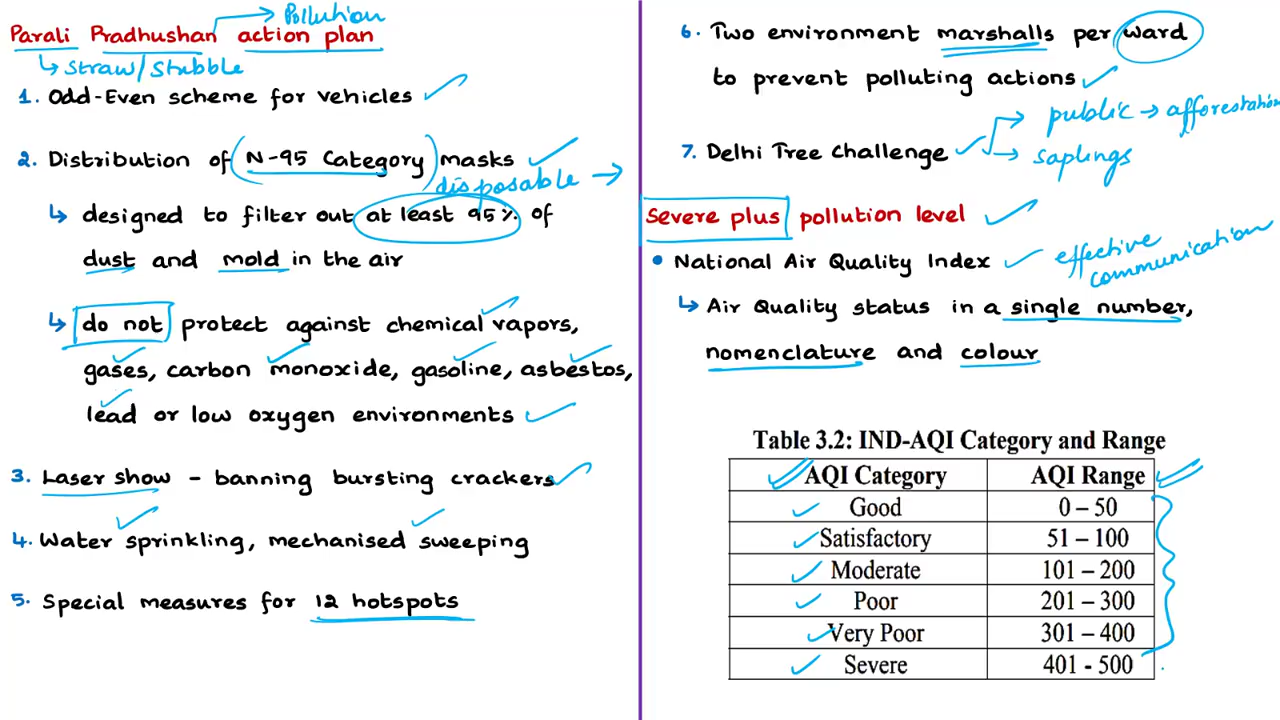 Pollution
Parali Pradhushan action plan
Straw/Stubble
1. Odd-Even scheme for vehicles
2. Distribution of (N-95 Category) masks
disposable
designed to filter out at least 95% of
dust and mold in the air
do not protect against chemical vapors,
gases, carbon monoxide, gasoline, asbestos,
lead or low oxygen environments
3. Laser show - banning bursting crackers
4. Water sprinkling, mechanised sweeping
5. Special measures for 12 hotspots
6. Two environment marshalls per ward
to prevent polluting actions
public → afforestation
7. Delhi Tree Challenge
saplings
Severe plus pollution level
• National Air Quality Index
effective
communication
Air Quality status in a single number,
nomenclature and colour
Table 3.2: IND-AQI Category and Range
AQI Category AQI Range
Good 0 – 50
Satisfactory 51 – 100
Moderate 101 – 200
Poor 201 – 300
Very Poor 301 – 400
Severe 401 - 500